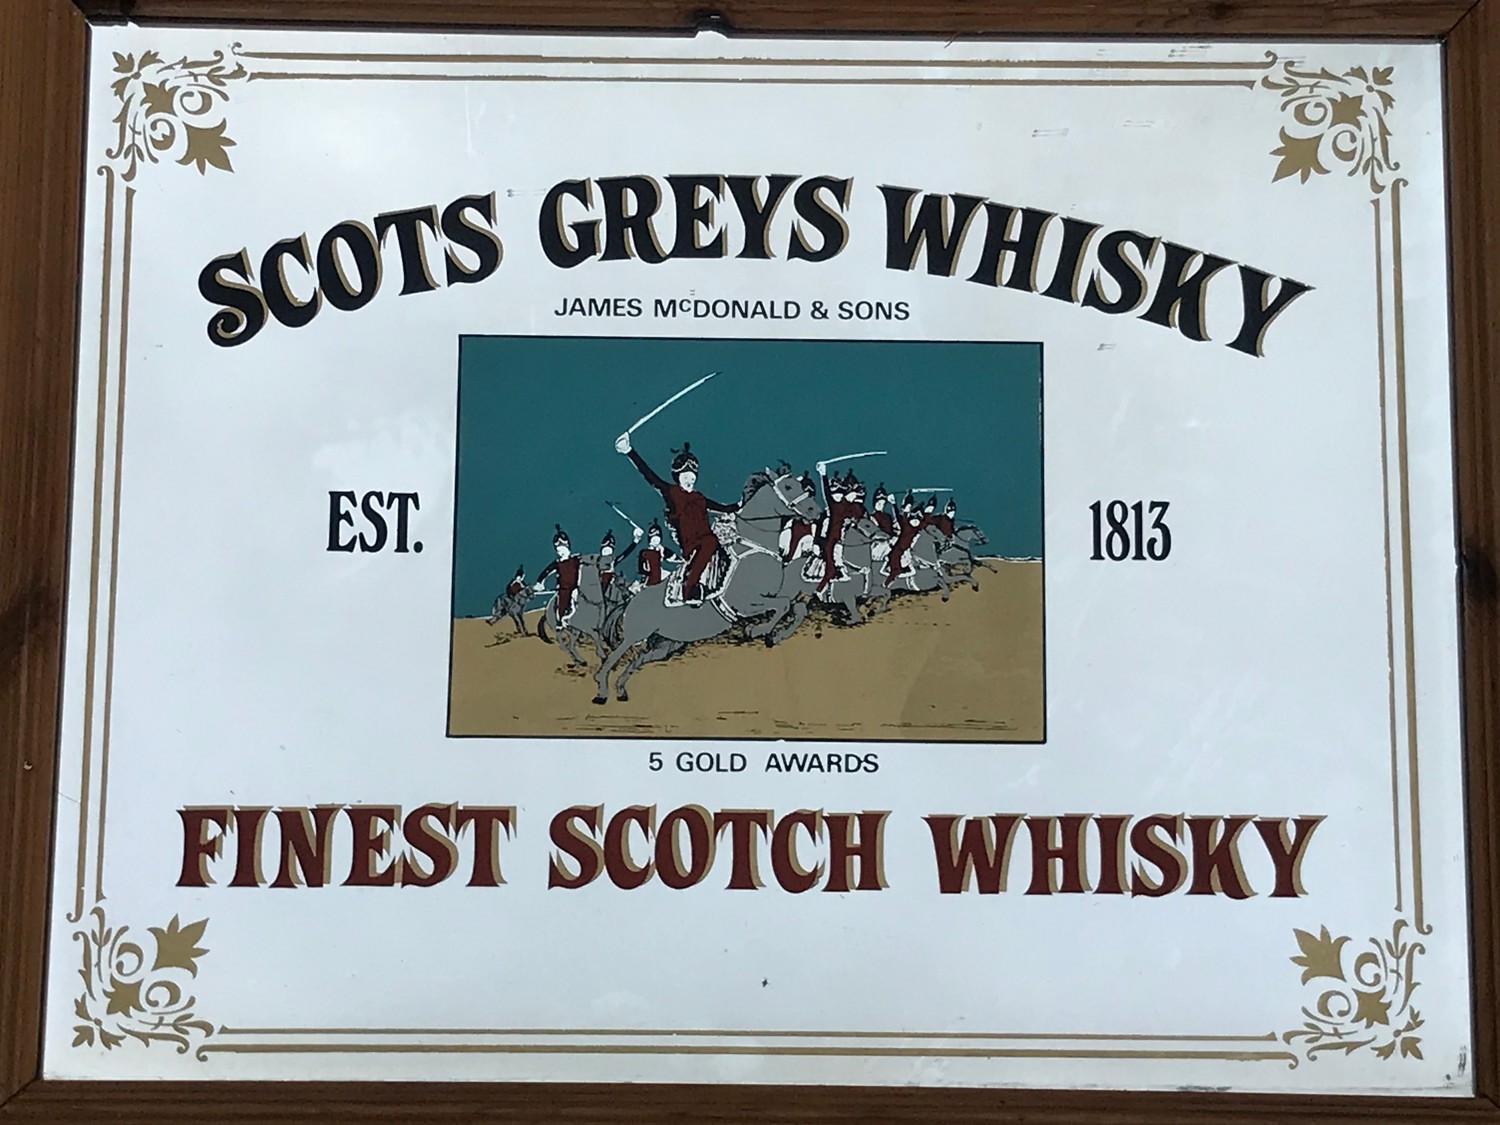 SCOTS GREYS WHISKY
JAMES McDONALD & SONS
EST. 1813
5 GOLD AWARDS
FINEST SCOTCH WHISKY